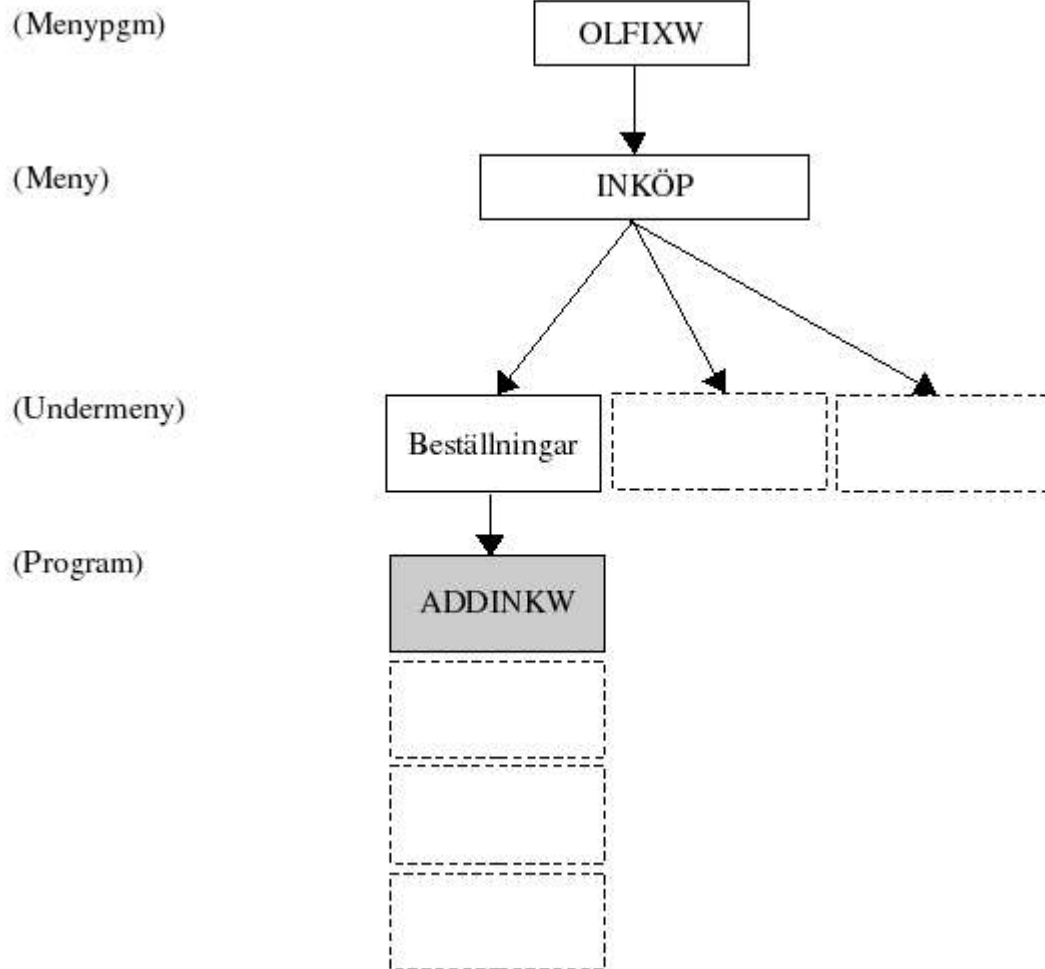 (Menypgm)
OLFIXW
(Meny)
INKÖP
(Undermeny)
Beställningar
(Program)
ADDINKW